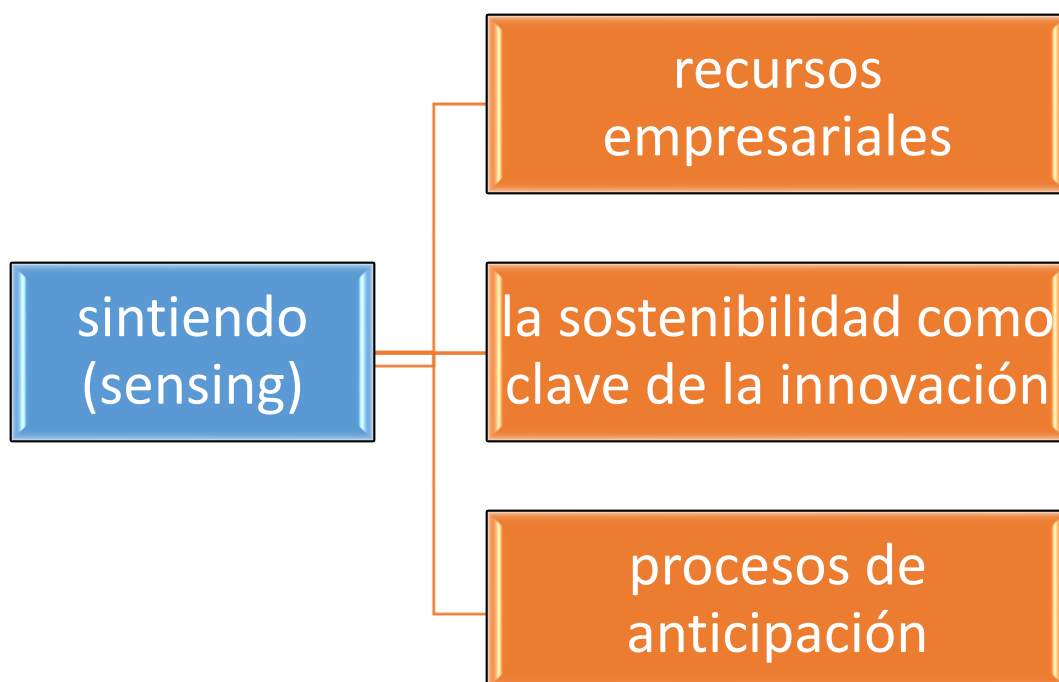 recursos
empresariales
sintiendo
(sensing)
la sostenibilidad como
clave de la innovación
procesos de
anticipación